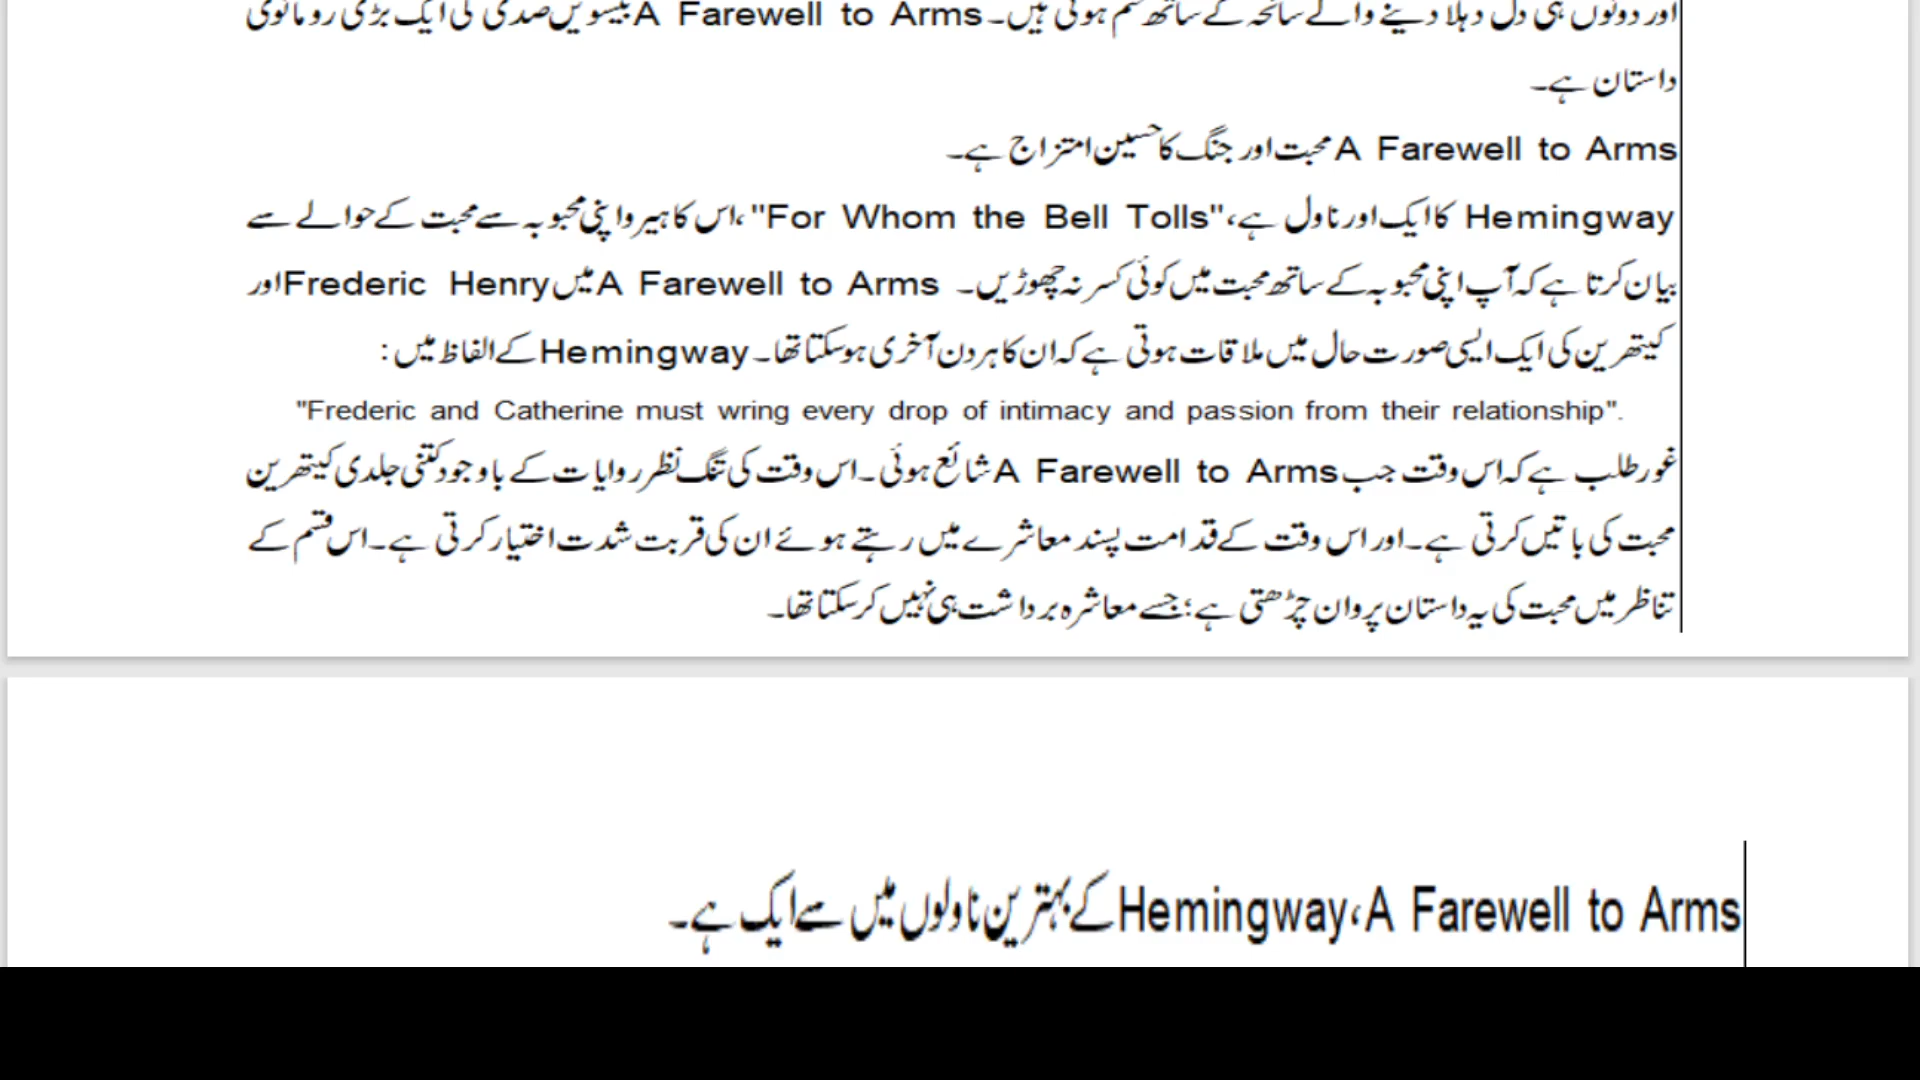 اور دونوں ہی دل دہلا دینے والے سانحہ کے ساتھ ختم ہوتی ہیں۔ A Farewell to Arms بیسویں صدی کی ایک بڑی رومانوی
داستان ہے۔
A Farewell to Arms محبت اور جنگ کا حسین امتزاج ہے۔
Hemingway کا ایک اور ناول ہے، "For Whom the Bell Tolls"، اس کا ہیرو اپنی محبوبہ سے محبت کے حوالے سے
بیان کرتا ہے کہ آپ اپنی محبوبہ کے ساتھ محبت میں کوئی کسر نہ چھوڑیں۔ A Farewell to Arms میں Frederic Henry اور
کیتھرین کی ایک ایسی صورت حال میں ملاقات ہوتی ہے کہ ان کا ہر دن آخری ہوسکتا تھا۔ Hemingway کے الفاظ میں:
"Frederic and Catherine must wring every drop of intimacy and passion from their relationship".
غور طلب ہے کہ اس وقت جب A Farewell to Arms شائع ہوئی۔ اس وقت کی تنگ نظر روایات کے باوجود کتنی جلدی کیتھرین
محبت کی باتیں کرتی ہے۔ اور اس وقت کے قدامت پسند معاشرے میں رہتے ہوئے ان کی قربت شدت اختیار کرتی ہے۔ اس قسم کے
تناظر میں محبت کی یہ داستان پروان چڑھتی ہے؛ جسے معاشرہ برداشت ہی نہیں کرسکتا تھا۔
A Farewell to Arms، Hemingway کے بہترین ناولوں میں سے ایک ہے۔